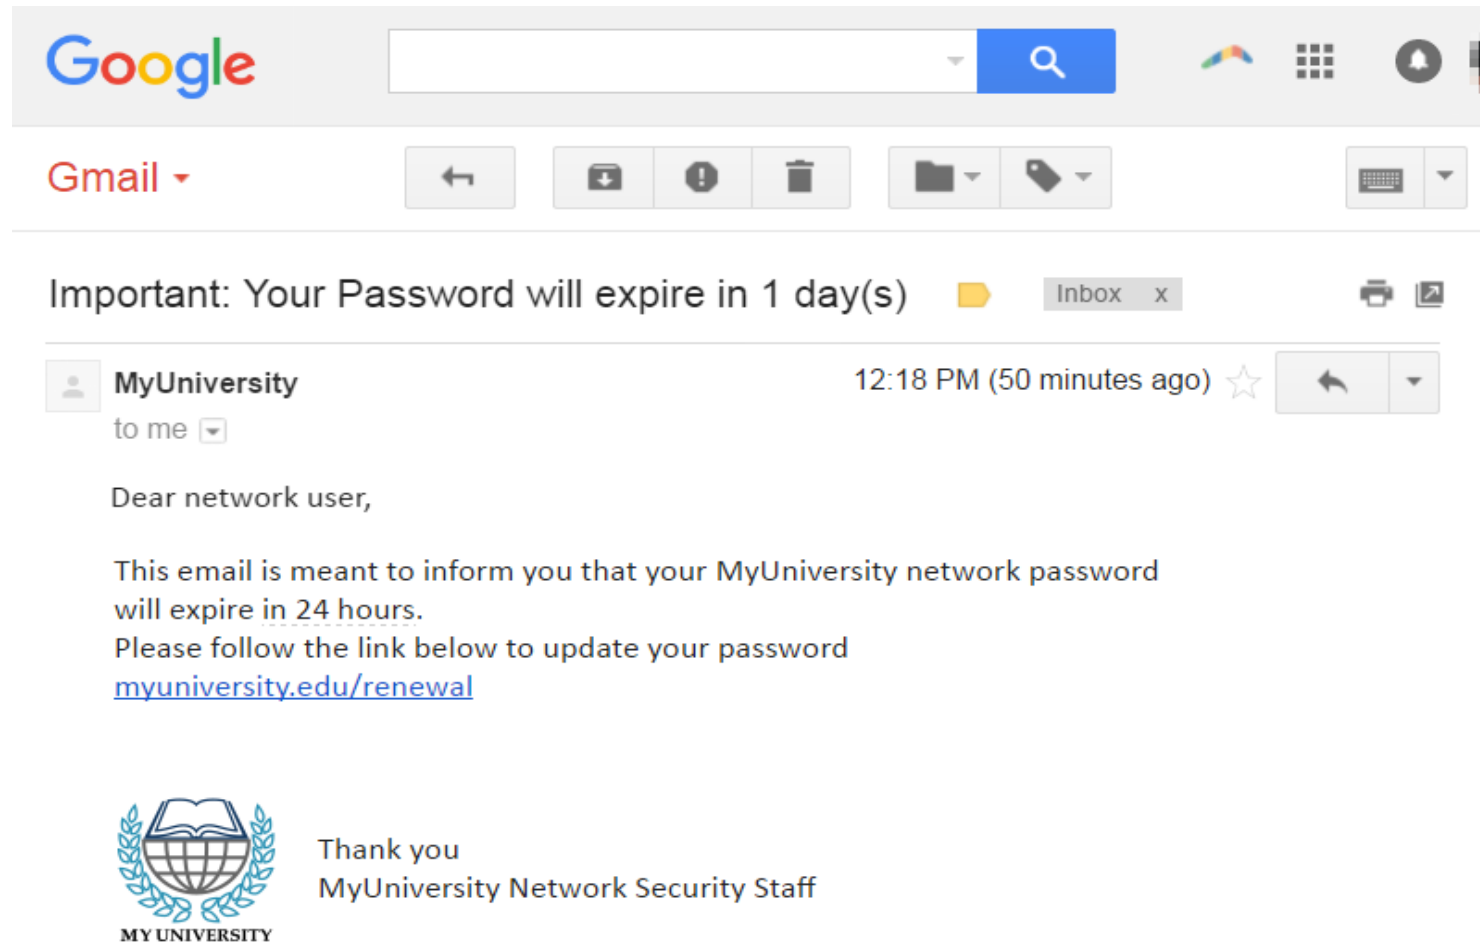 Google
Gmail
Important: Your Password will expire in 1 day(s)
Inbox x
MyUniversity
12:18 PM (50 minutes ago)
to me
Dear network user,
This email is meant to inform you that your MyUniversity network password
will expire in 24 hours.
Please follow the link below to update your password
myuniversity.edu/renewal
Thank you
MyUniversity Network Security Staff
MY UNIVERSITY